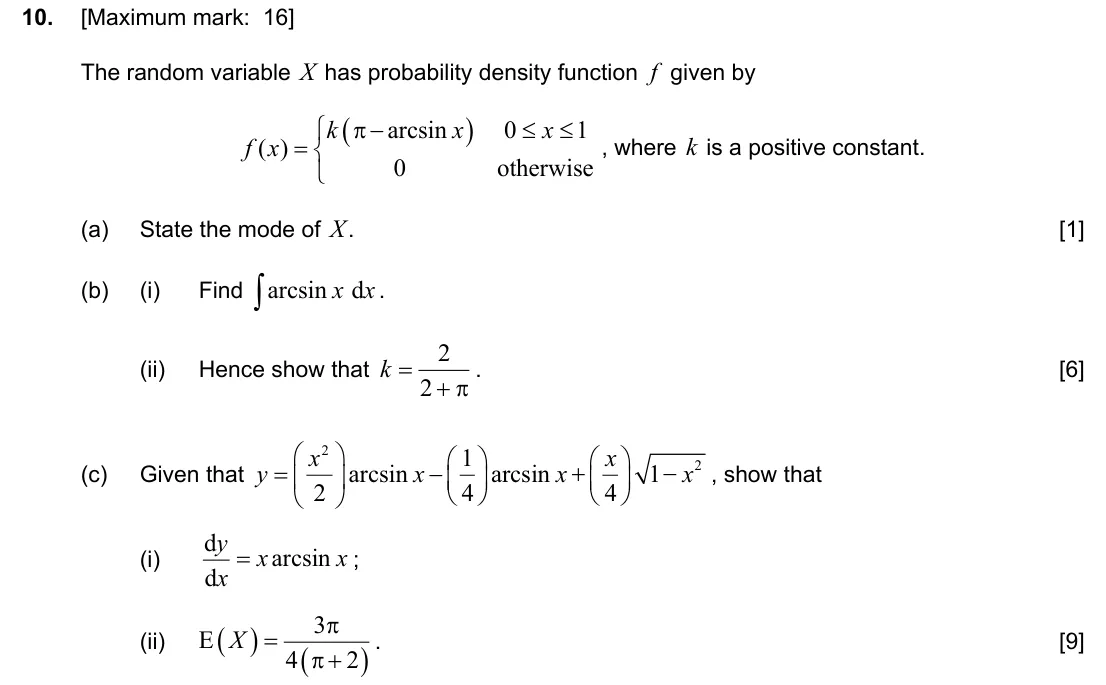 10. [Maximum mark: 16]
The random variable X has probability density function f given by
f(x) = { k(π − arcsin x) 0 ≤ x ≤ 1
0 otherwise , where k is a positive constant.
(a) State the mode of X. [1]
(b) (i) Find ∫ arcsin x dx.
(ii) Hence show that k = 2/(2 + π). [6]
(c) Given that y = (x²/2) arcsin x − (1/4) arcsin x + (x/4) √(1 − x²), show that
(i) dy/dx = x arcsin x;
(ii) E(X) = 3π/(4(π + 2)). [9]